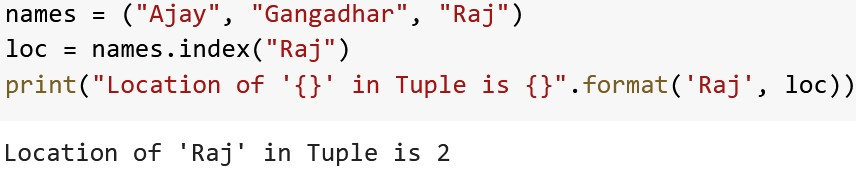 names = ("Ajay", "Gangadhar", "Raj")
loc = names.index("Raj")
print("Location of '{}' in Tuple is {}".format('Raj', loc))
Location of 'Raj' in Tuple is 2